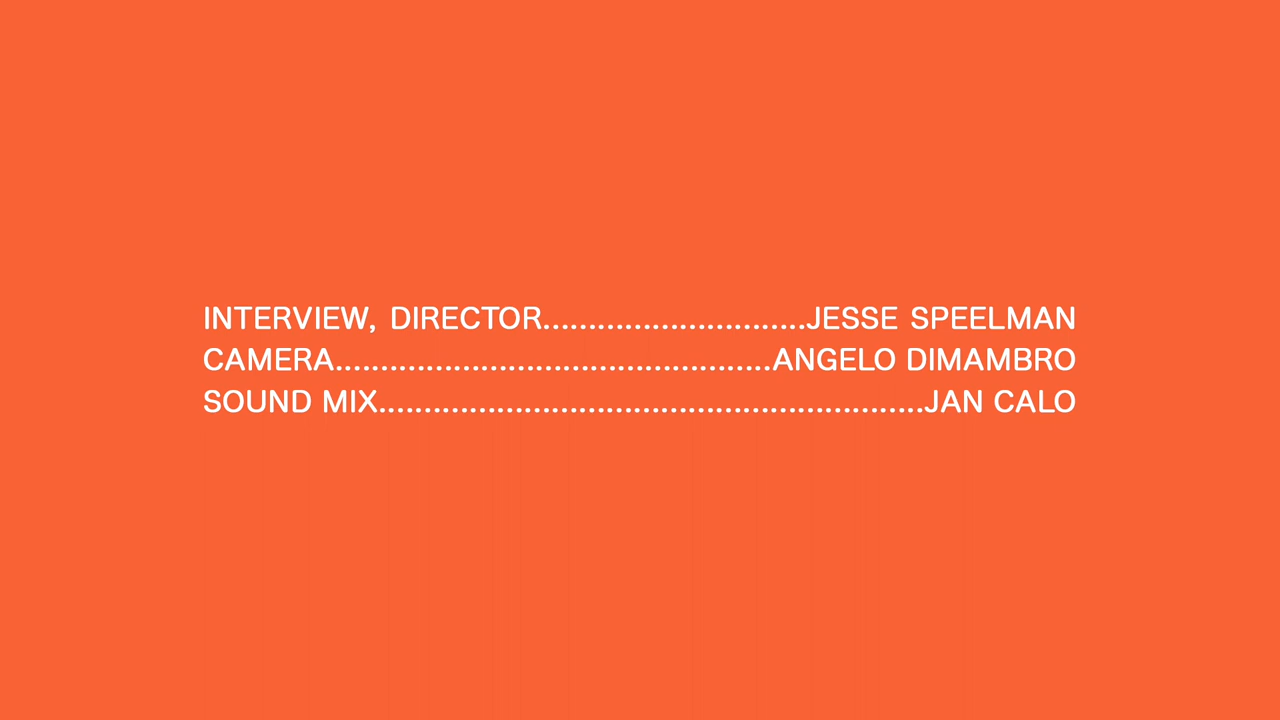 INTERVIEW, DIRECTOR.............................JESSE SPEELMAN
CAMERA................................................ANGELO DIMAMBRO
SOUND MIX............................................................JAN CALO